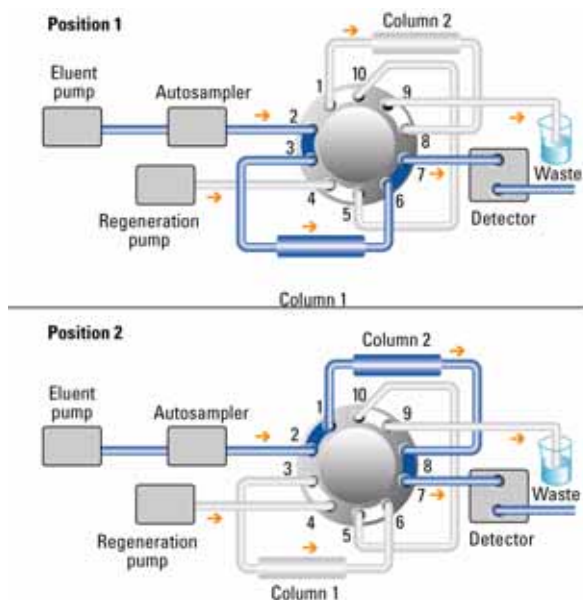 Position 1
Column 2
Eluent
pump
Autosampler
1
10
9
2
8
3
7
4
5
6
Waste
Regeneration
pump
Detector
Column 1
Position 2
Column 2
Eluent
pump
Autosampler
1
10
9
2
3
8
7
4
5
6
Waste
Regeneration
pump
Detector
Column 1